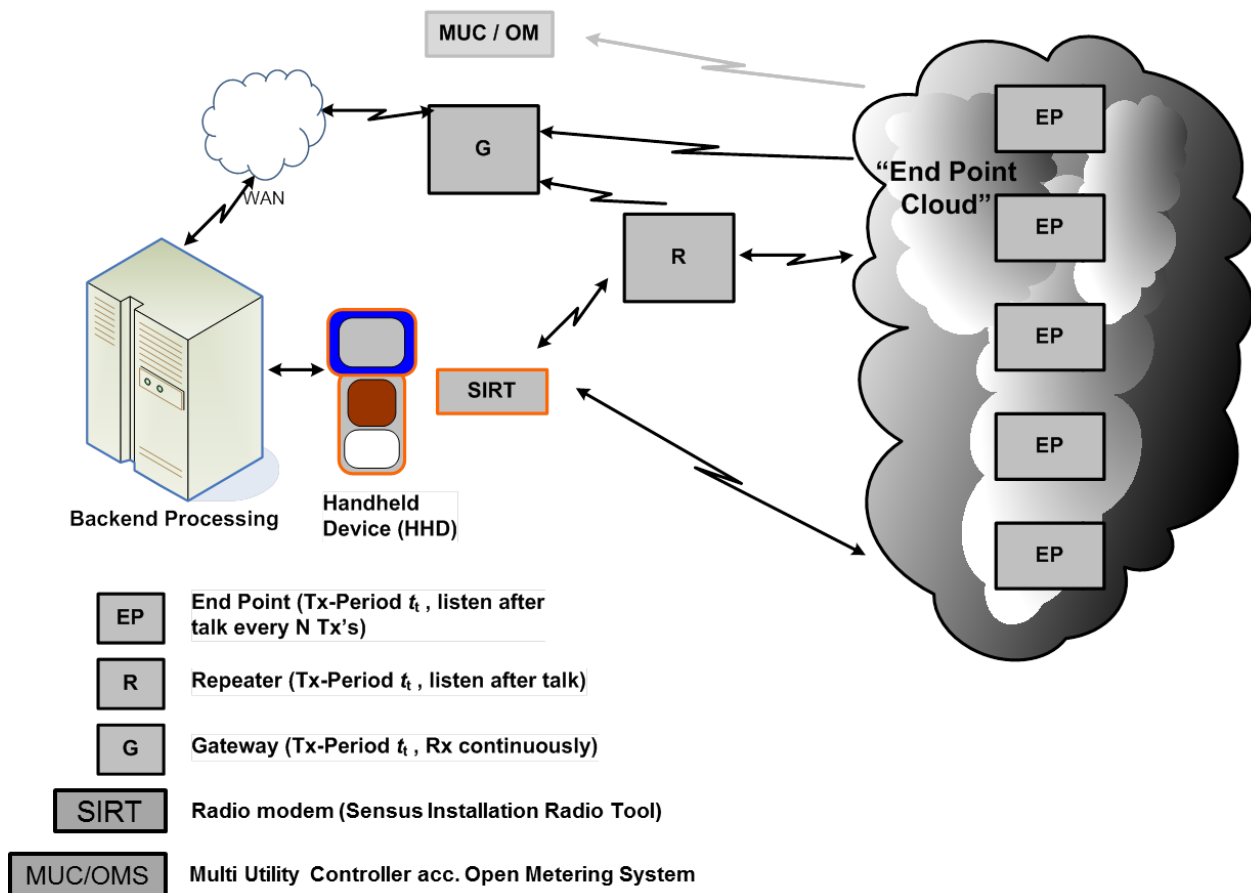 MUC / OM
EP
G
“End Point
Cloud”
WAN
EP
R
EP
SIRT
EP
Handheld
Device (HHD)
Backend Processing
EP
EP
End Point (Tx-Period tt , listen after
talk every N Tx’s)
R
Repeater (Tx-Period tt , listen after talk)
G
Gateway (Tx-Period tt , Rx continuously)
SIRT
Radio modem (Sensus Installation Radio Tool)
MUC/OMS
Multi Utility Controller acc. Open Metering System